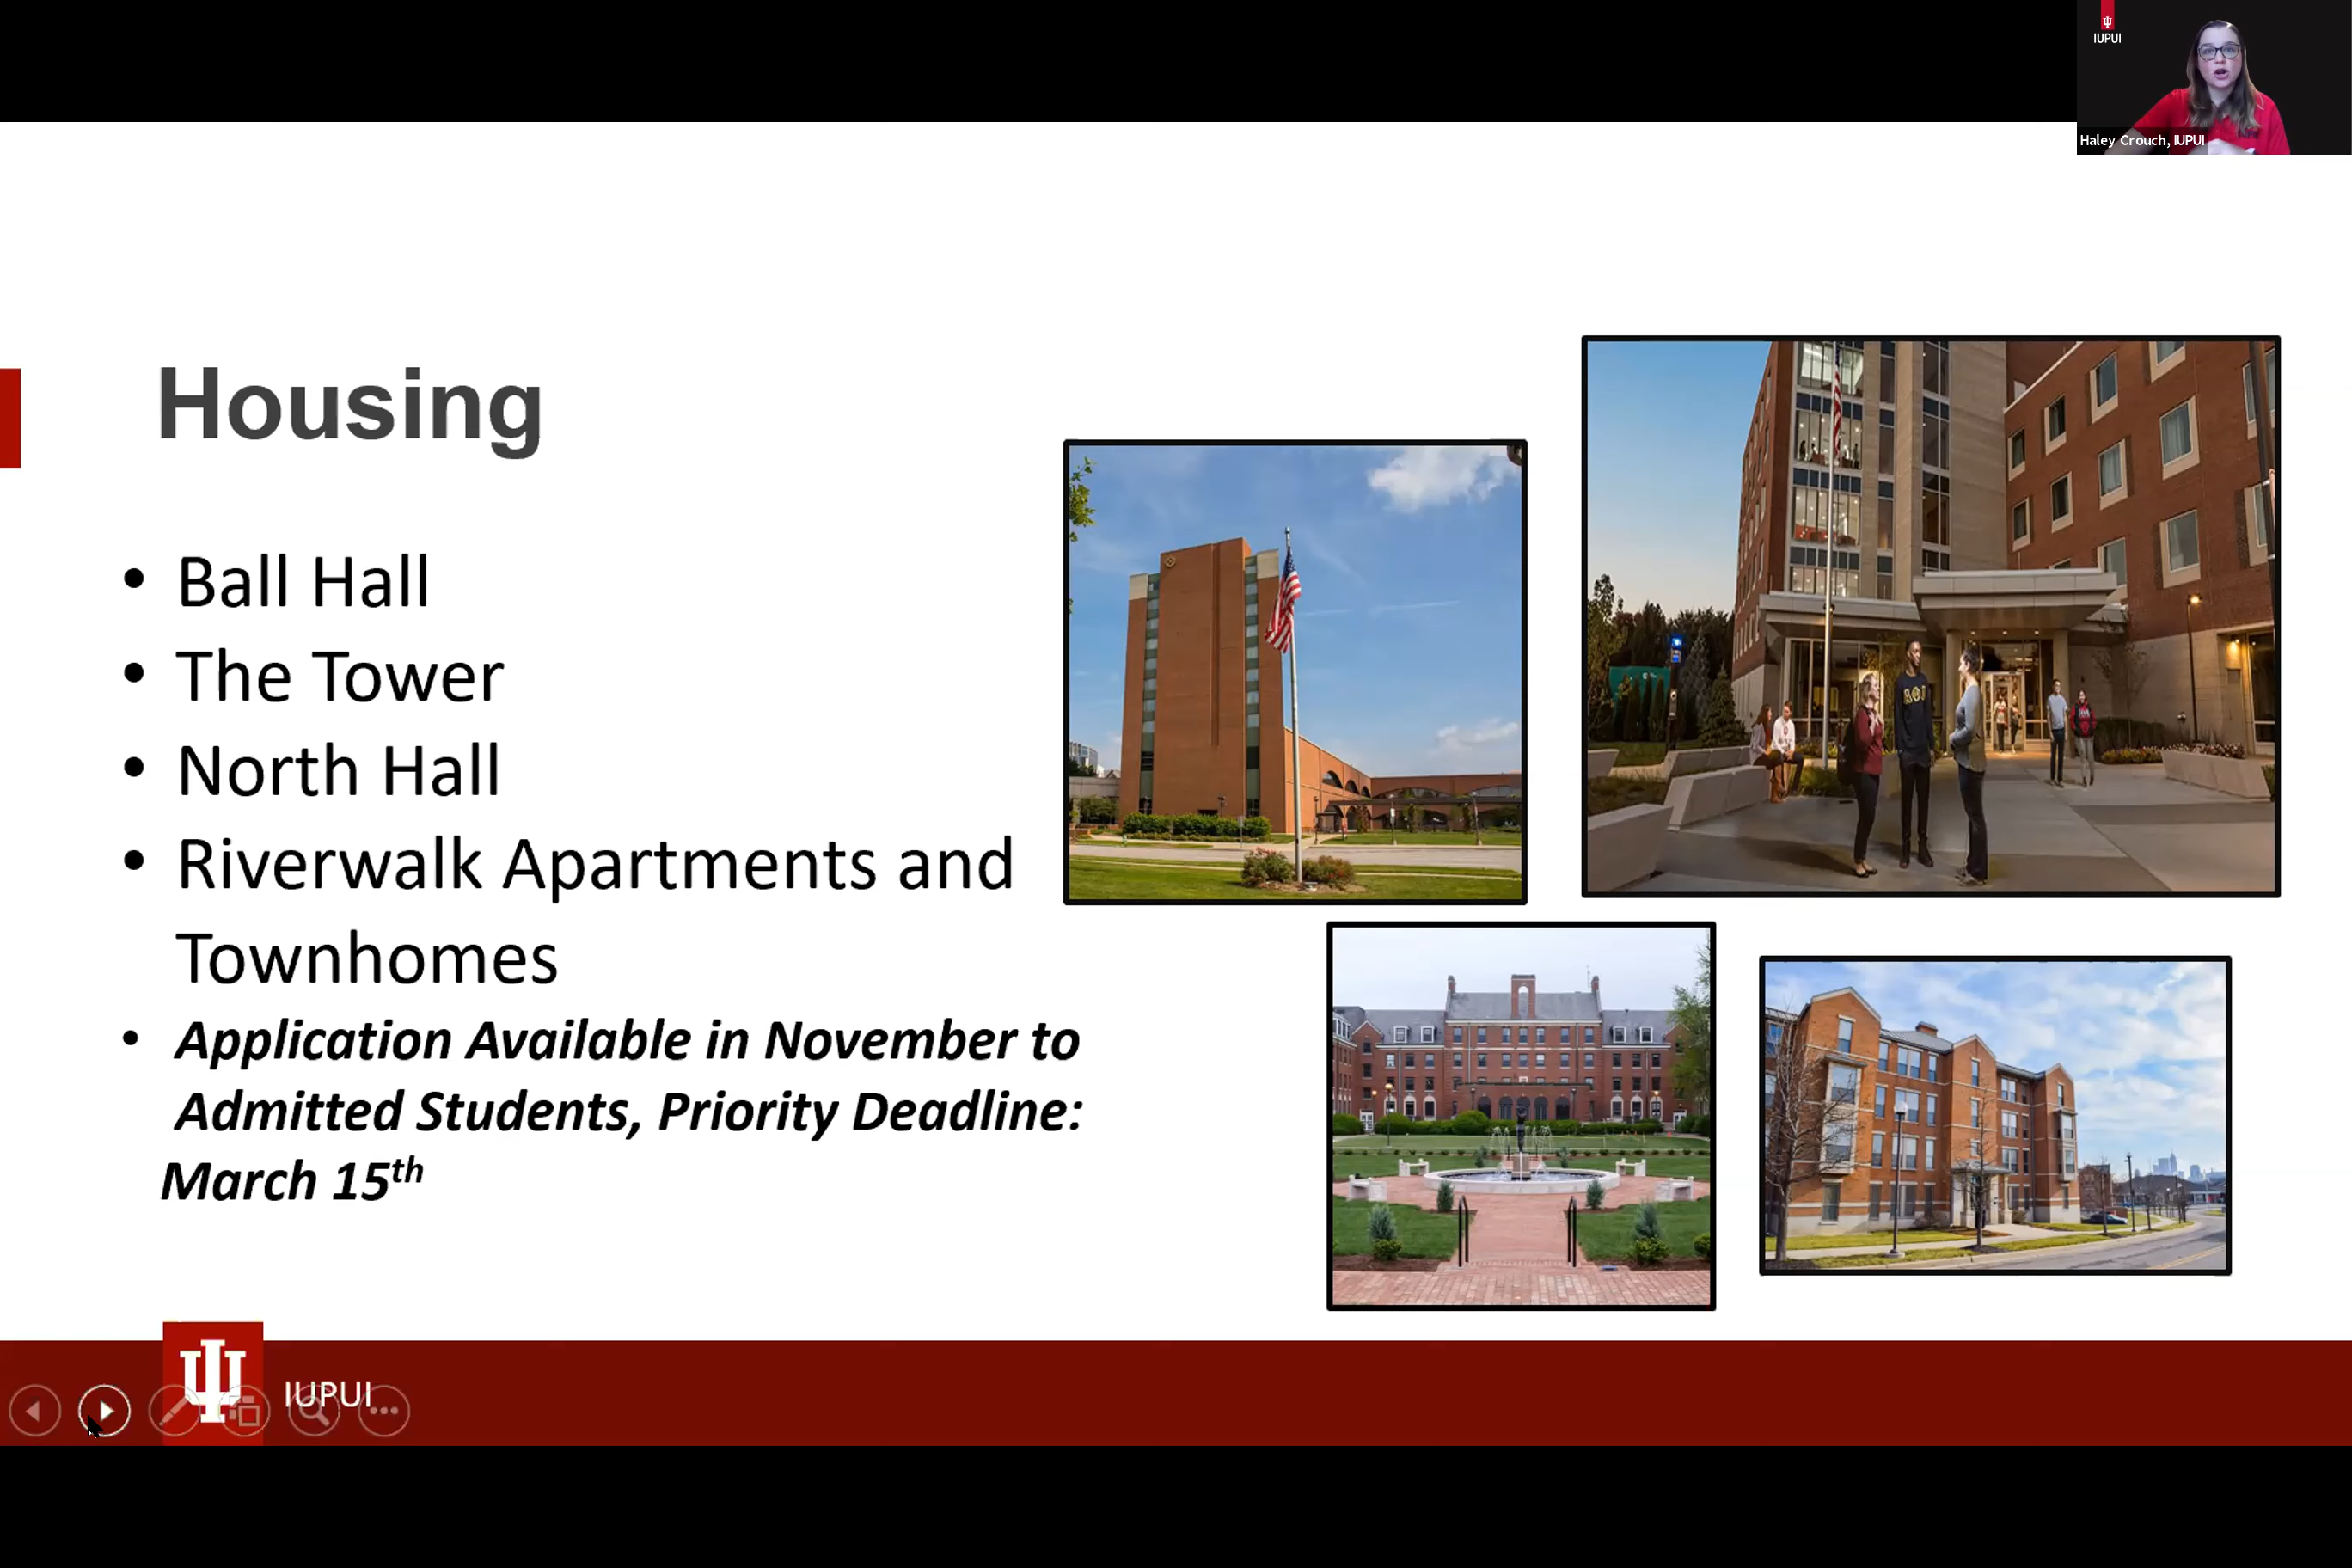 IUPUI
Haley Crouch, IUPUI
Housing
• Ball Hall
• The Tower
• North Hall
• Riverwalk Apartments and
Townhomes
• Application Available in November to
Admitted Students, Priority Deadline:
March 15th
ΑΦΑ
IUPUI